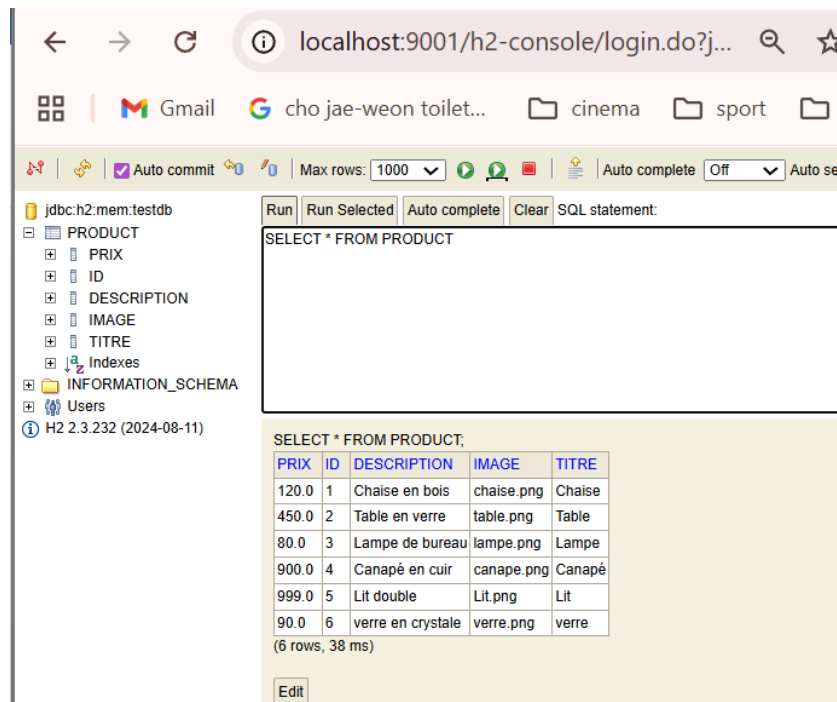 localhost:9001/h2-console/login.do?j...
Gmail cho jae-weon toilet... cinema sport
Auto commit Max rows: 1000 Auto complete Off Auto se
jdbc:h2:mem:testdb
PRODUCT
PRIX
ID
DESCRIPTION
IMAGE
TITRE
Indexes
INFORMATION_SCHEMA
Users
H2 2.3.232 (2024-08-11)
Run Run Selected Auto complete Clear SQL statement:
SELECT * FROM PRODUCT
SELECT * FROM PRODUCT;
PRIX ID DESCRIPTION IMAGE TITRE
120.0 1 Chaise en bois chaise.png Chaise
450.0 2 Table en verre table.png Table
80.0 3 Lampe de bureau lampe.png Lampe
900.0 4 Canapé en cuir canape.png Canapé
999.0 5 Lit double Lit.png Lit
90.0 6 verre en crystale verre.png verre
(6 rows, 38 ms)
Edit